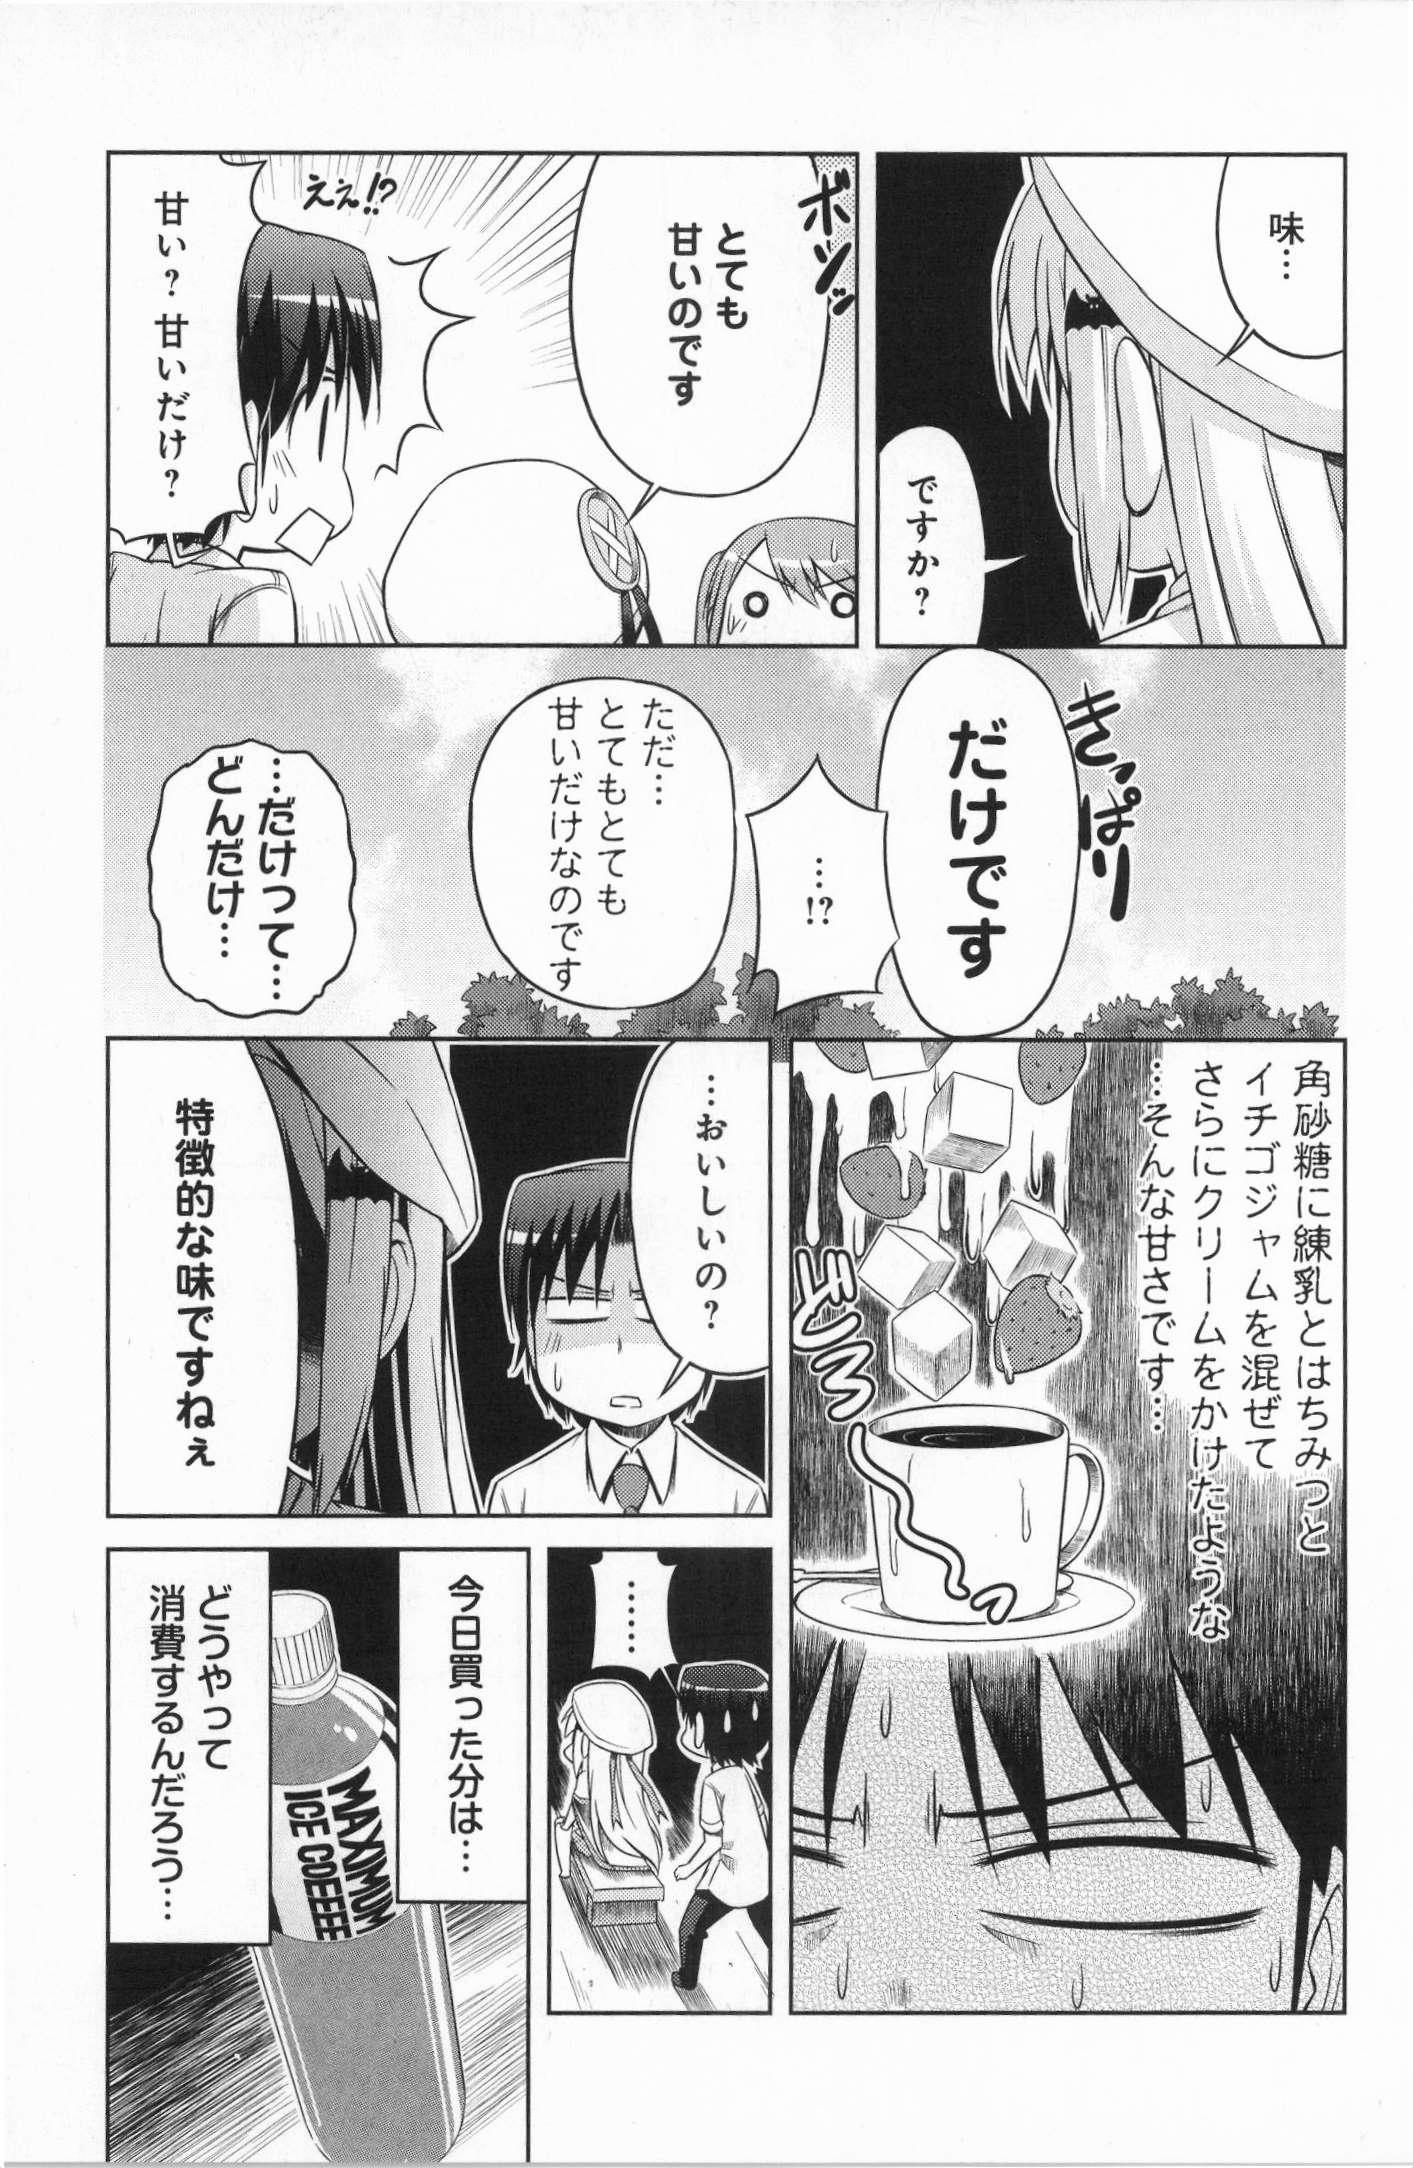 味…
ですか？
ボソッ
とても
甘いのです
ええ!?
甘い？甘いだけ？
きっぱり
だけです
…!?
ただ…
とてもとても
甘いだけなのです
…だけって…
どんだけ…
角砂糖に練乳とはちみつと
イチゴジャムを混ぜて
さらにクリームをかけたような
…そんな甘さです…
どろろろ
…おいしいの？
特徴的な味ですねぇ
……
今日買った分は…
MAXIMUM
ICE COEEEE
どうやって
消費するんだろう…